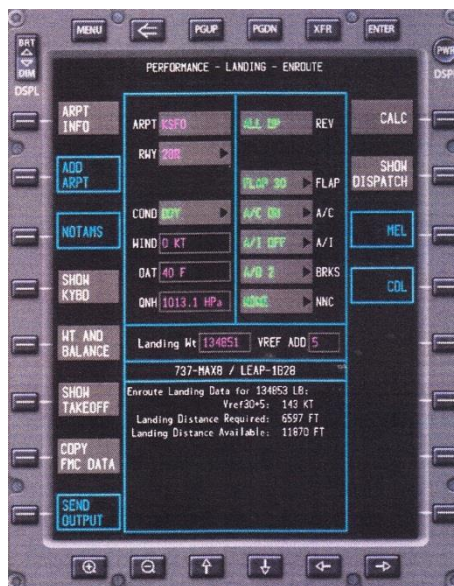 MENU PGUP PGDN XFR ENTER
BRT
DIM
DSPL
PWR
DSP
PERFORMANCE - LANDING - ENROUTE
ARPT INFO
ADD ARPT
NOTAMS
SHOW KYBD
WT AND BALANCE
SHOW TAKEOFF
COPY FMC DATA
SEND OUTPUT
ARPT KSFO
RWY 28R
COND DRY
WIND 0 KT
OAT 40 F
QNH 1013.1 HPa
ALL OP REV
FLAP 30 FLAP
A/C ON A/C
A/I OFF A/I
A/B 2 BRKS
NONE NNC
CALC
SHOW DISPATCH
MEL
CDL
Landing Wt 134851 VREF ADD 5
737-MAX8 / LEAP-1B28
Enroute Landing Data for 134853 LB:
Vref30+5: 143 KT
Landing Distance Required: 6597 FT
Landing Distance Available: 11870 FT